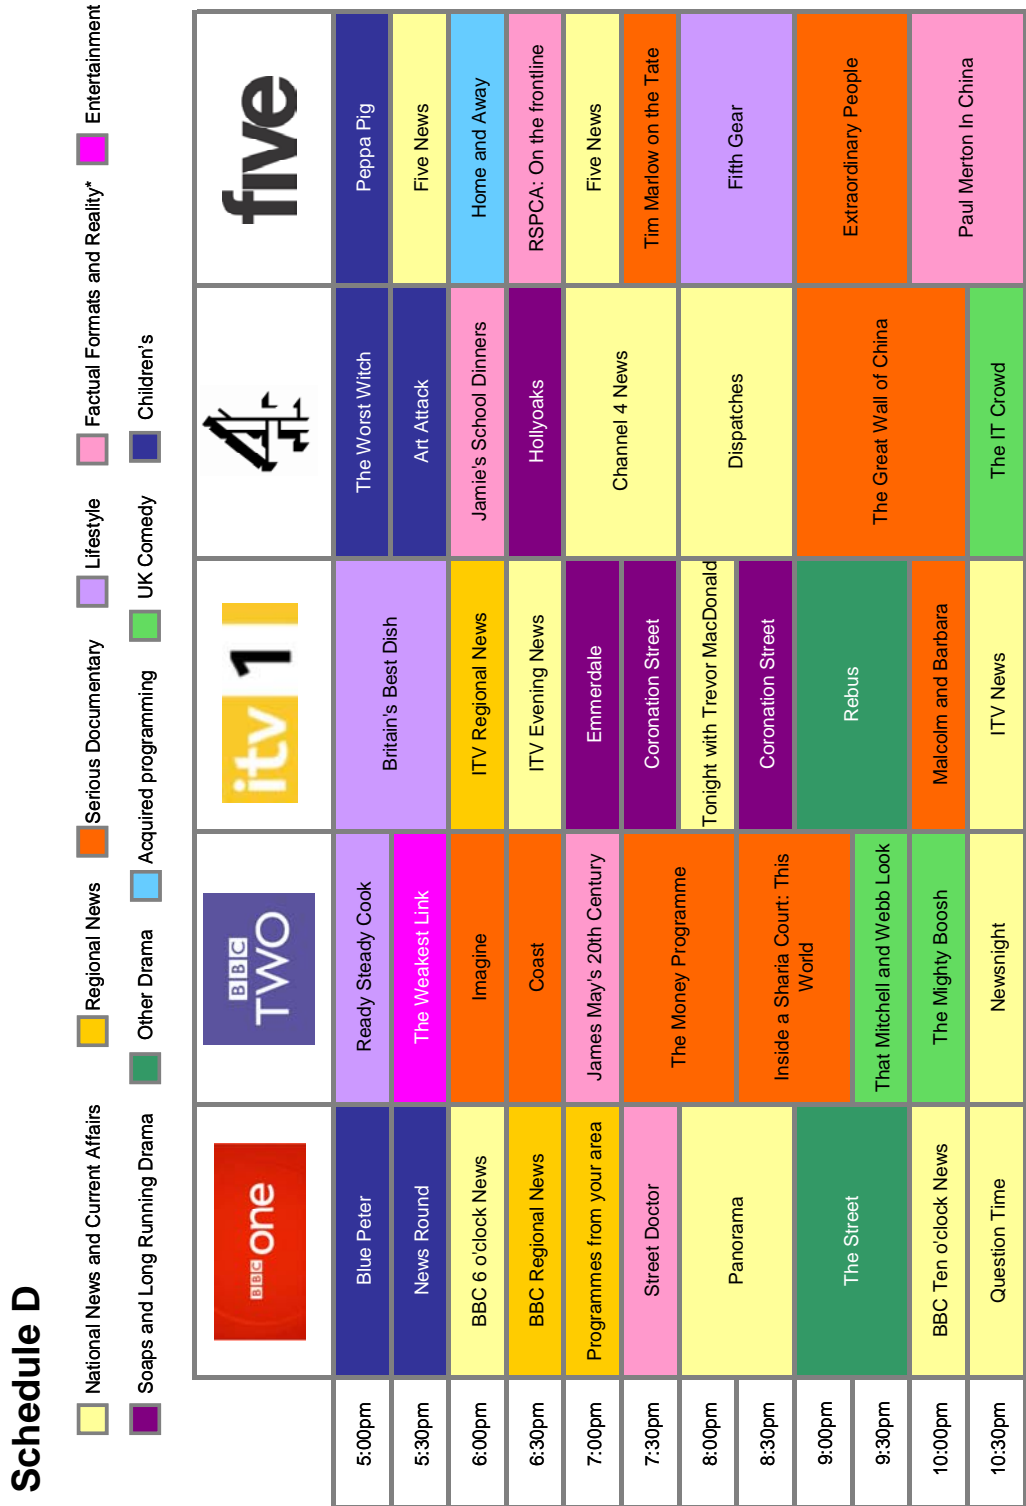 Schedule D
National News and Current Affairs
Regional News
Serious Documentary
Lifestyle
Factual Formats and Reality*
Entertainment
Soaps and Long Running Drama
Other Drama
Acquired programming
UK Comedy
Children's
BBC one
BBC TWO
itv 1
4
five
5:00pm
Blue Peter
Ready Steady Cook
Britain's Best Dish
The Worst Witch
Peppa Pig
5:30pm
News Round
The Weakest Link
Art Attack
Five News
6:00pm
BBC 6 o'clock News
Imagine
ITV Regional News
Jamie's School Dinners
Home and Away
6:30pm
BBC Regional News
Coast
ITV Evening News
Hollyoaks
RSPCA: On the frontline
7:00pm
Programmes from your area
James May's 20th Century
Emmerdale
Channel 4 News
Five News
7:30pm
Street Doctor
The Money Programme
Coronation Street
Tim Marlow on the Tate
8:00pm
Panorama
Tonight with Trevor MacDonald
Dispatches
Fifth Gear
8:30pm
Inside a Sharia Court: This
World
Coronation Street
9:00pm
The Street
Rebus
The Great Wall of China
Extraordinary People
9:30pm
That Mitchell and Webb Look
10:00pm
BBC Ten o'clock News
The Mighty Boosh
Malcolm and Barbara
Paul Merton In China
10:30pm
Question Time
Newsnight
ITV News
The IT Crowd